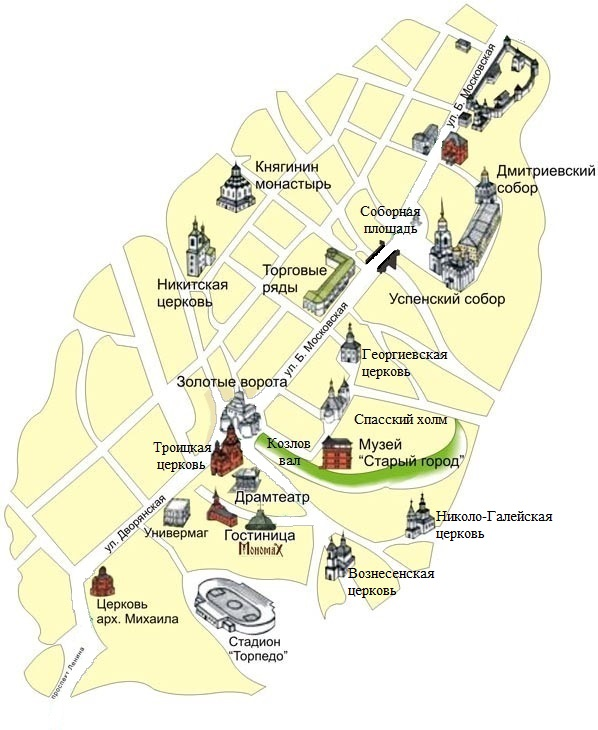 ул. Б. Московская
Княгинин
монастырь
Дмитриевский
собор
Соборная
площадь
Никитская
церковь
Торговые
ряды
Успенский собор
ул. Б. Московская
Георгиевская
церковь
Золотые ворота
Спасский холм
Троицкая
церковь
Козлов
вал
Музей
"Старый город"
Драмтеатр
ул. Дворянская
Универмаг
Гостиница
Мономах
Николо-Галейская
церковь
Вознесенская
церковь
Церковь
арх. Михаила
Стадион
"Торпедо"
проспект Ленина